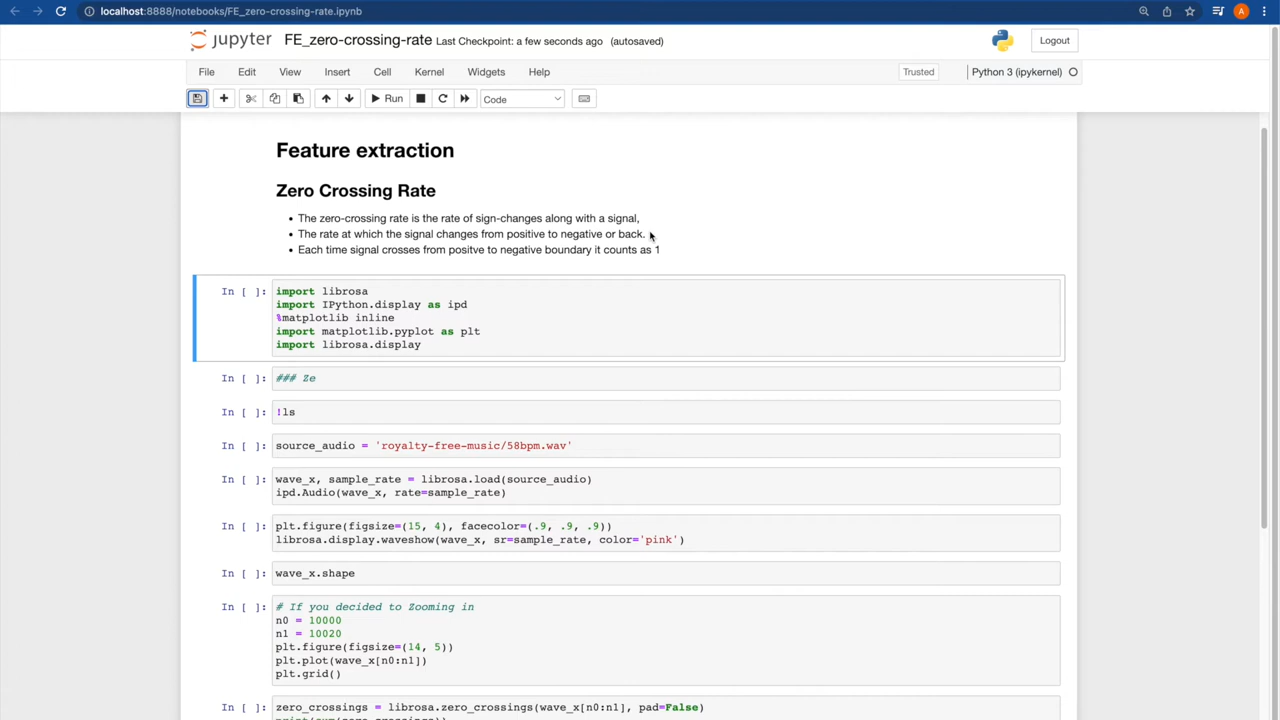 localhost:8888/notebooks/FE_zero-crossing-rate.ipynb
A
jupyter FE_zero-crossing-rate Last Checkpoint: a few seconds ago (autosaved)
Logout
File Edit View Insert Cell Kernel Widgets Help
Trusted
Python 3 (ipykernel)
Run
Code
Feature extraction
Zero Crossing Rate
• The zero-crossing rate is the rate of sign-changes along with a signal,
• The rate at which the signal changes from positive to negative or back.
• Each time signal crosses from positve to negative boundary it counts as 1
In [ ]: import librosa
import IPython.display as ipd
%matplotlib inline
import matplotlib.pyplot as plt
import librosa.display
In [ ]: ### Ze
In [ ]: !ls
In [ ]: source_audio = 'royalty-free-music/58bpm.wav'
In [ ]: wave_x, sample_rate = librosa.load(source_audio)
ipd.Audio(wave_x, rate=sample_rate)
In [ ]: plt.figure(figsize=(15, 4), facecolor=(.9, .9, .9))
librosa.display.waveshow(wave_x, sr=sample_rate, color='pink')
In [ ]: wave_x.shape
In [ ]: # If you decided to Zooming in
n0 = 10000
n1 = 10020
plt.figure(figsize=(14, 5))
plt.plot(wave_x[n0:n1])
plt.grid()
In [ ]: zero_crossings = librosa.zero_crossings(wave_x[n0:n1], pad=False)
print(sum(zero_crossings))